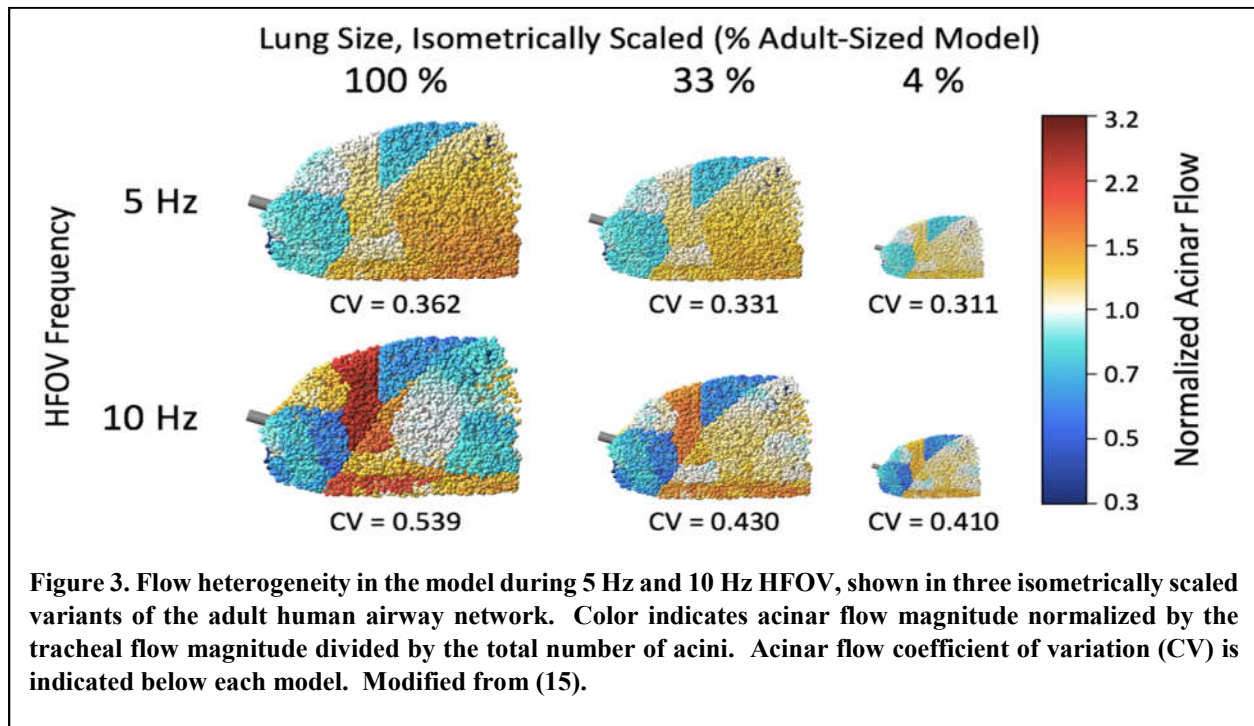 Lung Size, Isometrically Scaled (% Adult-Sized Model)
100 %
33 %
4 %
HFOV Frequency
5 Hz
CV = 0.362
CV = 0.331
CV = 0.311
10 Hz
CV = 0.539
CV = 0.430
CV = 0.410
3.2
2.2
1.5
1.0
0.7
0.5
0.3
Normalized Acinar Flow
Figure 3. Flow heterogeneity in the model during 5 Hz and 10 Hz HFOV, shown in three isometrically scaled
variants of the adult human airway network. Color indicates acinar flow magnitude normalized by the
tracheal flow magnitude divided by the total number of acini. Acinar flow coefficient of variation (CV) is
indicated below each model. Modified from (15).